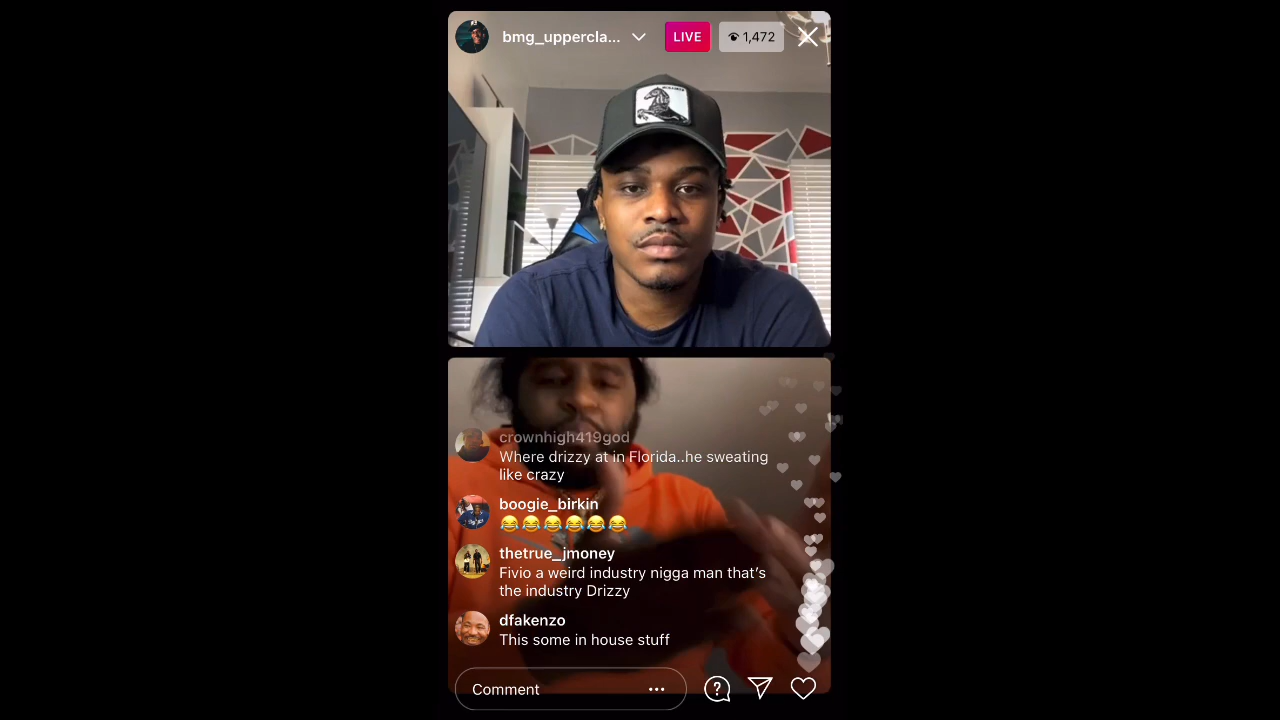 bmg_uppercla...
LIVE
1,472
crownhigh419god
Where drizzy at in Florida..he sweating
like crazy
boogie_birkin
😂😂😂😂😂😂
thetrue_jmoney
Fivio a weird industry nigga man that’s
the industry Drizzy
dfakenzo
This some in house stuff
Comment